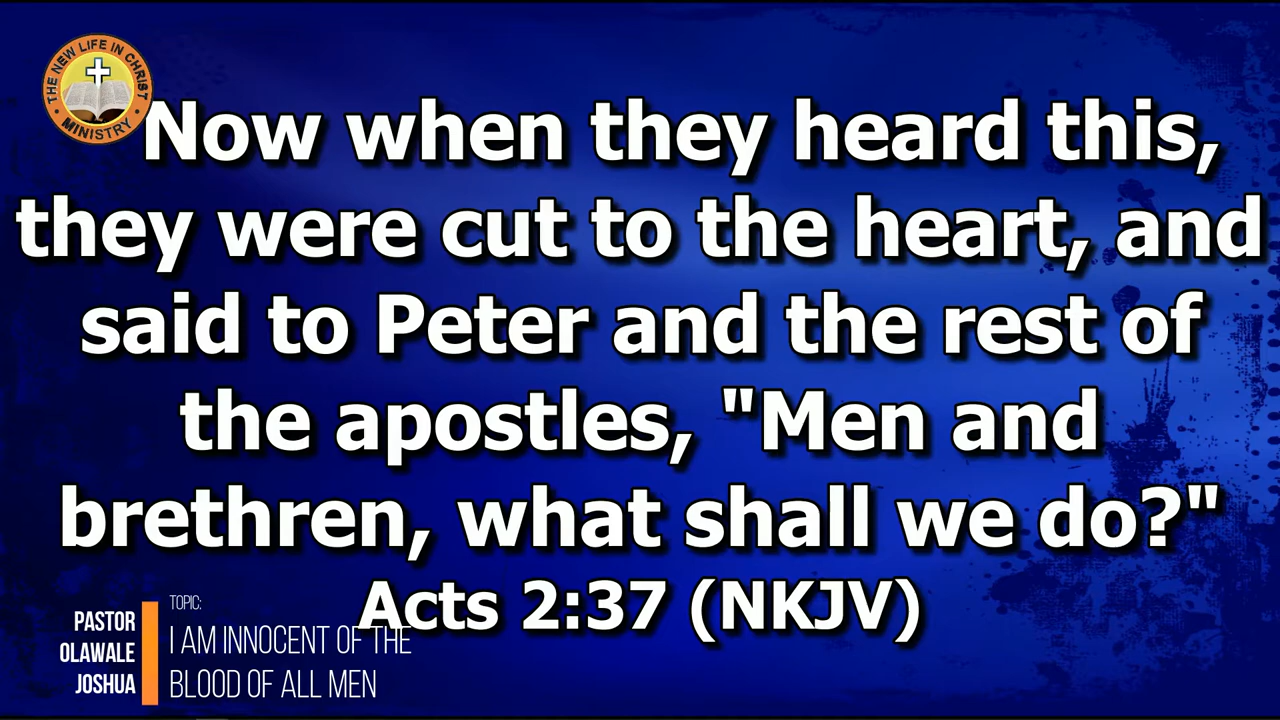 THE NEW LIFE IN CHRIST
MINISTRY
Now when they heard this,
they were cut to the heart, and
said to Peter and the rest of
the apostles, "Men and
brethren, what shall we do?"
Acts 2:37 (NKJV)
PASTOR
OLAWALE
JOSHUA
TOPIC:
I AM INNOCENT OF THE
BLOOD OF ALL MEN